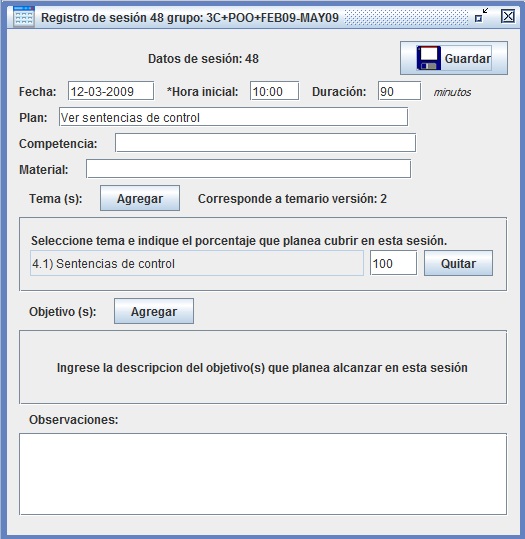 Registro de sesión 48 grupo: 3C+POO+FEB09-MAY09
Datos de sesión: 48
Guardar
Fecha: 12-03-2009 *Hora inicial: 10:00 Duración: 90 minutos
Plan: Ver sentencias de control
Competencia:
Material:
Tema (s): Agregar Corresponde a temario versión: 2
Seleccione tema e indique el porcentaje que planea cubrir en esta sesión.
4.1) Sentencias de control 100 Quitar
Objetivo (s): Agregar
Ingrese la descripcion del objetivo(s) que planea alcanzar en esta sesión
Observaciones: